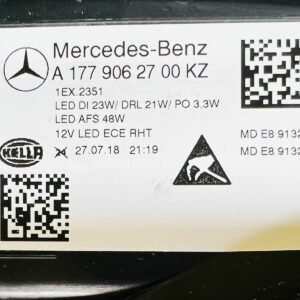 Mercedes-Benz
A 177 906 27 00 KZ
1EX 2351
LED DI 23W/ DRL 21W/ PO 3.3W
LED AFS 48W
12V LED ECE RHT
MD E8 9132
HELLA
27.07.18 21:19
MD E8 9132